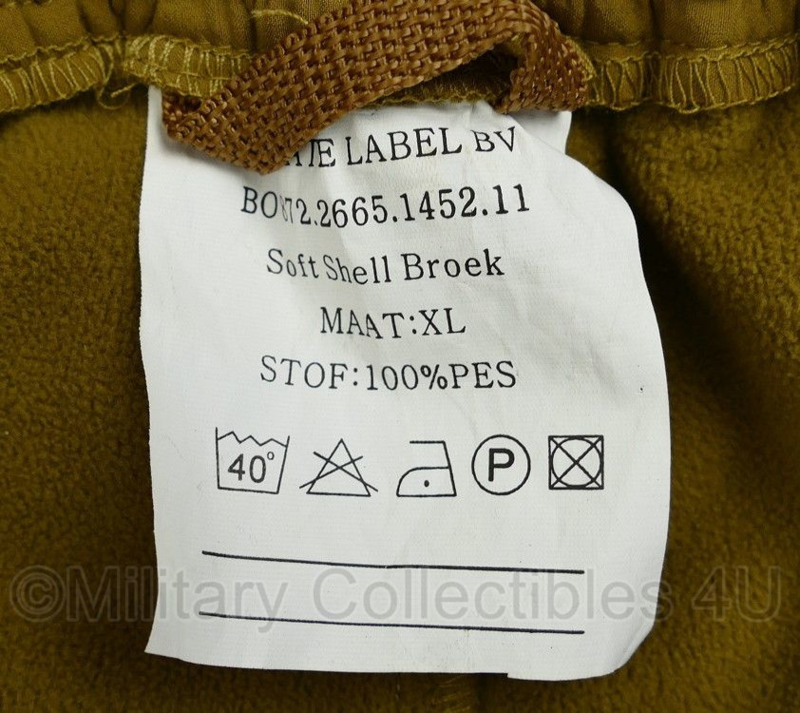 LABEL BV
2.2665.1452.11
Soft Shell Broek
MAAT:XL
STOF:100%PES
40°
P
©Military Collectibles 4U